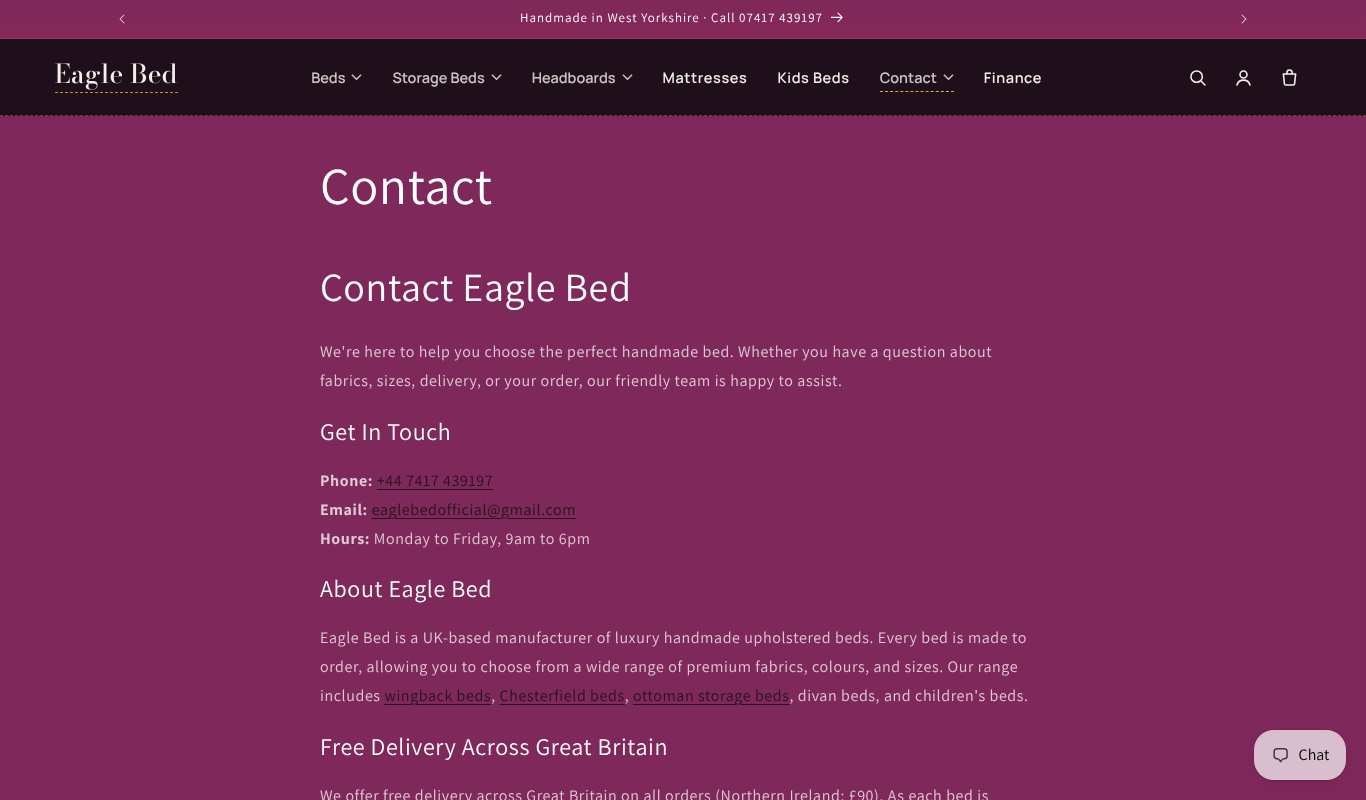 Handmade in West Yorkshire · Call 07417 439197 →
Eagle Bed
Beds
Storage Beds
Headboards
Mattresses
Kids Beds
Contact
Finance
Contact
Contact Eagle Bed
We're here to help you choose the perfect handmade bed. Whether you have a question about
fabrics, sizes, delivery, or your order, our friendly team is happy to assist.
Get In Touch
Phone: +44 7417 439197
Email: eaglebedofficial@gmail.com
Hours: Monday to Friday, 9am to 6pm
About Eagle Bed
Eagle Bed is a UK-based manufacturer of luxury handmade upholstered beds. Every bed is made to
order, allowing you to choose from a wide range of premium fabrics, colours, and sizes. Our range
includes wingback beds, Chesterfield beds, ottoman storage beds, divan beds, and children's beds.
Free Delivery Across Great Britain
Chat
We offer free delivery across Great Britain on all orders (Northern Ireland: £90). As each bed is